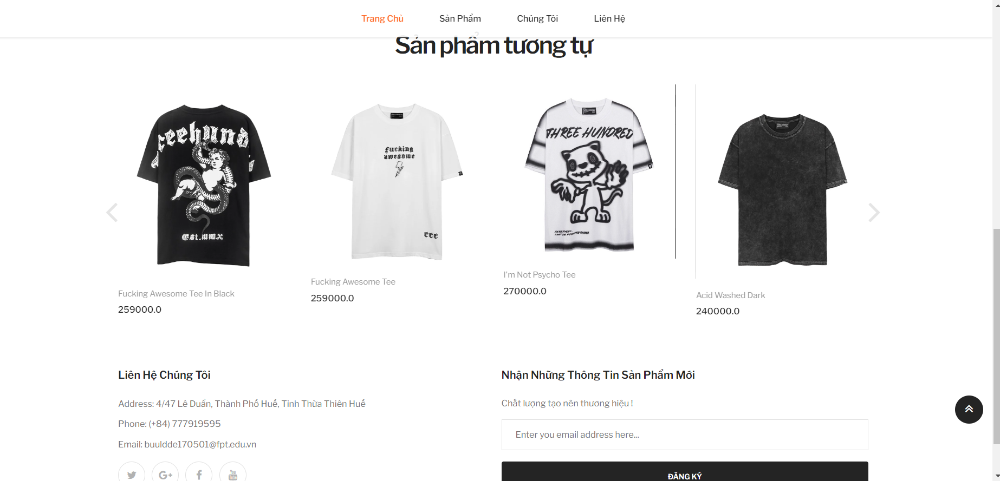 Trang Chủ
Sản Phẩm
Chúng Tôi
Liên Hệ
Sản phẩm tương tự
reehund
Est.mmx
fucking
awesome
eee
THREE HUNDRED
I'M NOT PSYCHO...
Fucking Awesome Tee In Black
259000.0
Fucking Awesome Tee
259000.0
I'm Not Psycho Tee
270000.0
Acid Washed Dark
240000.0
Liên Hệ Chúng Tôi
Address: 4/47 Lê Duẩn, Thành Phố Huế, Tỉnh Thừa Thiên Huế
Phone: (+84) 777919595
Email: buuldde170501@fpt.edu.vn
G+
f
You
Tube
Nhận Những Thông Tin Sản Phẩm Mới
Chất lượng tạo nên thương hiệu !
Enter you email address here...
ĐĂNG KÝ